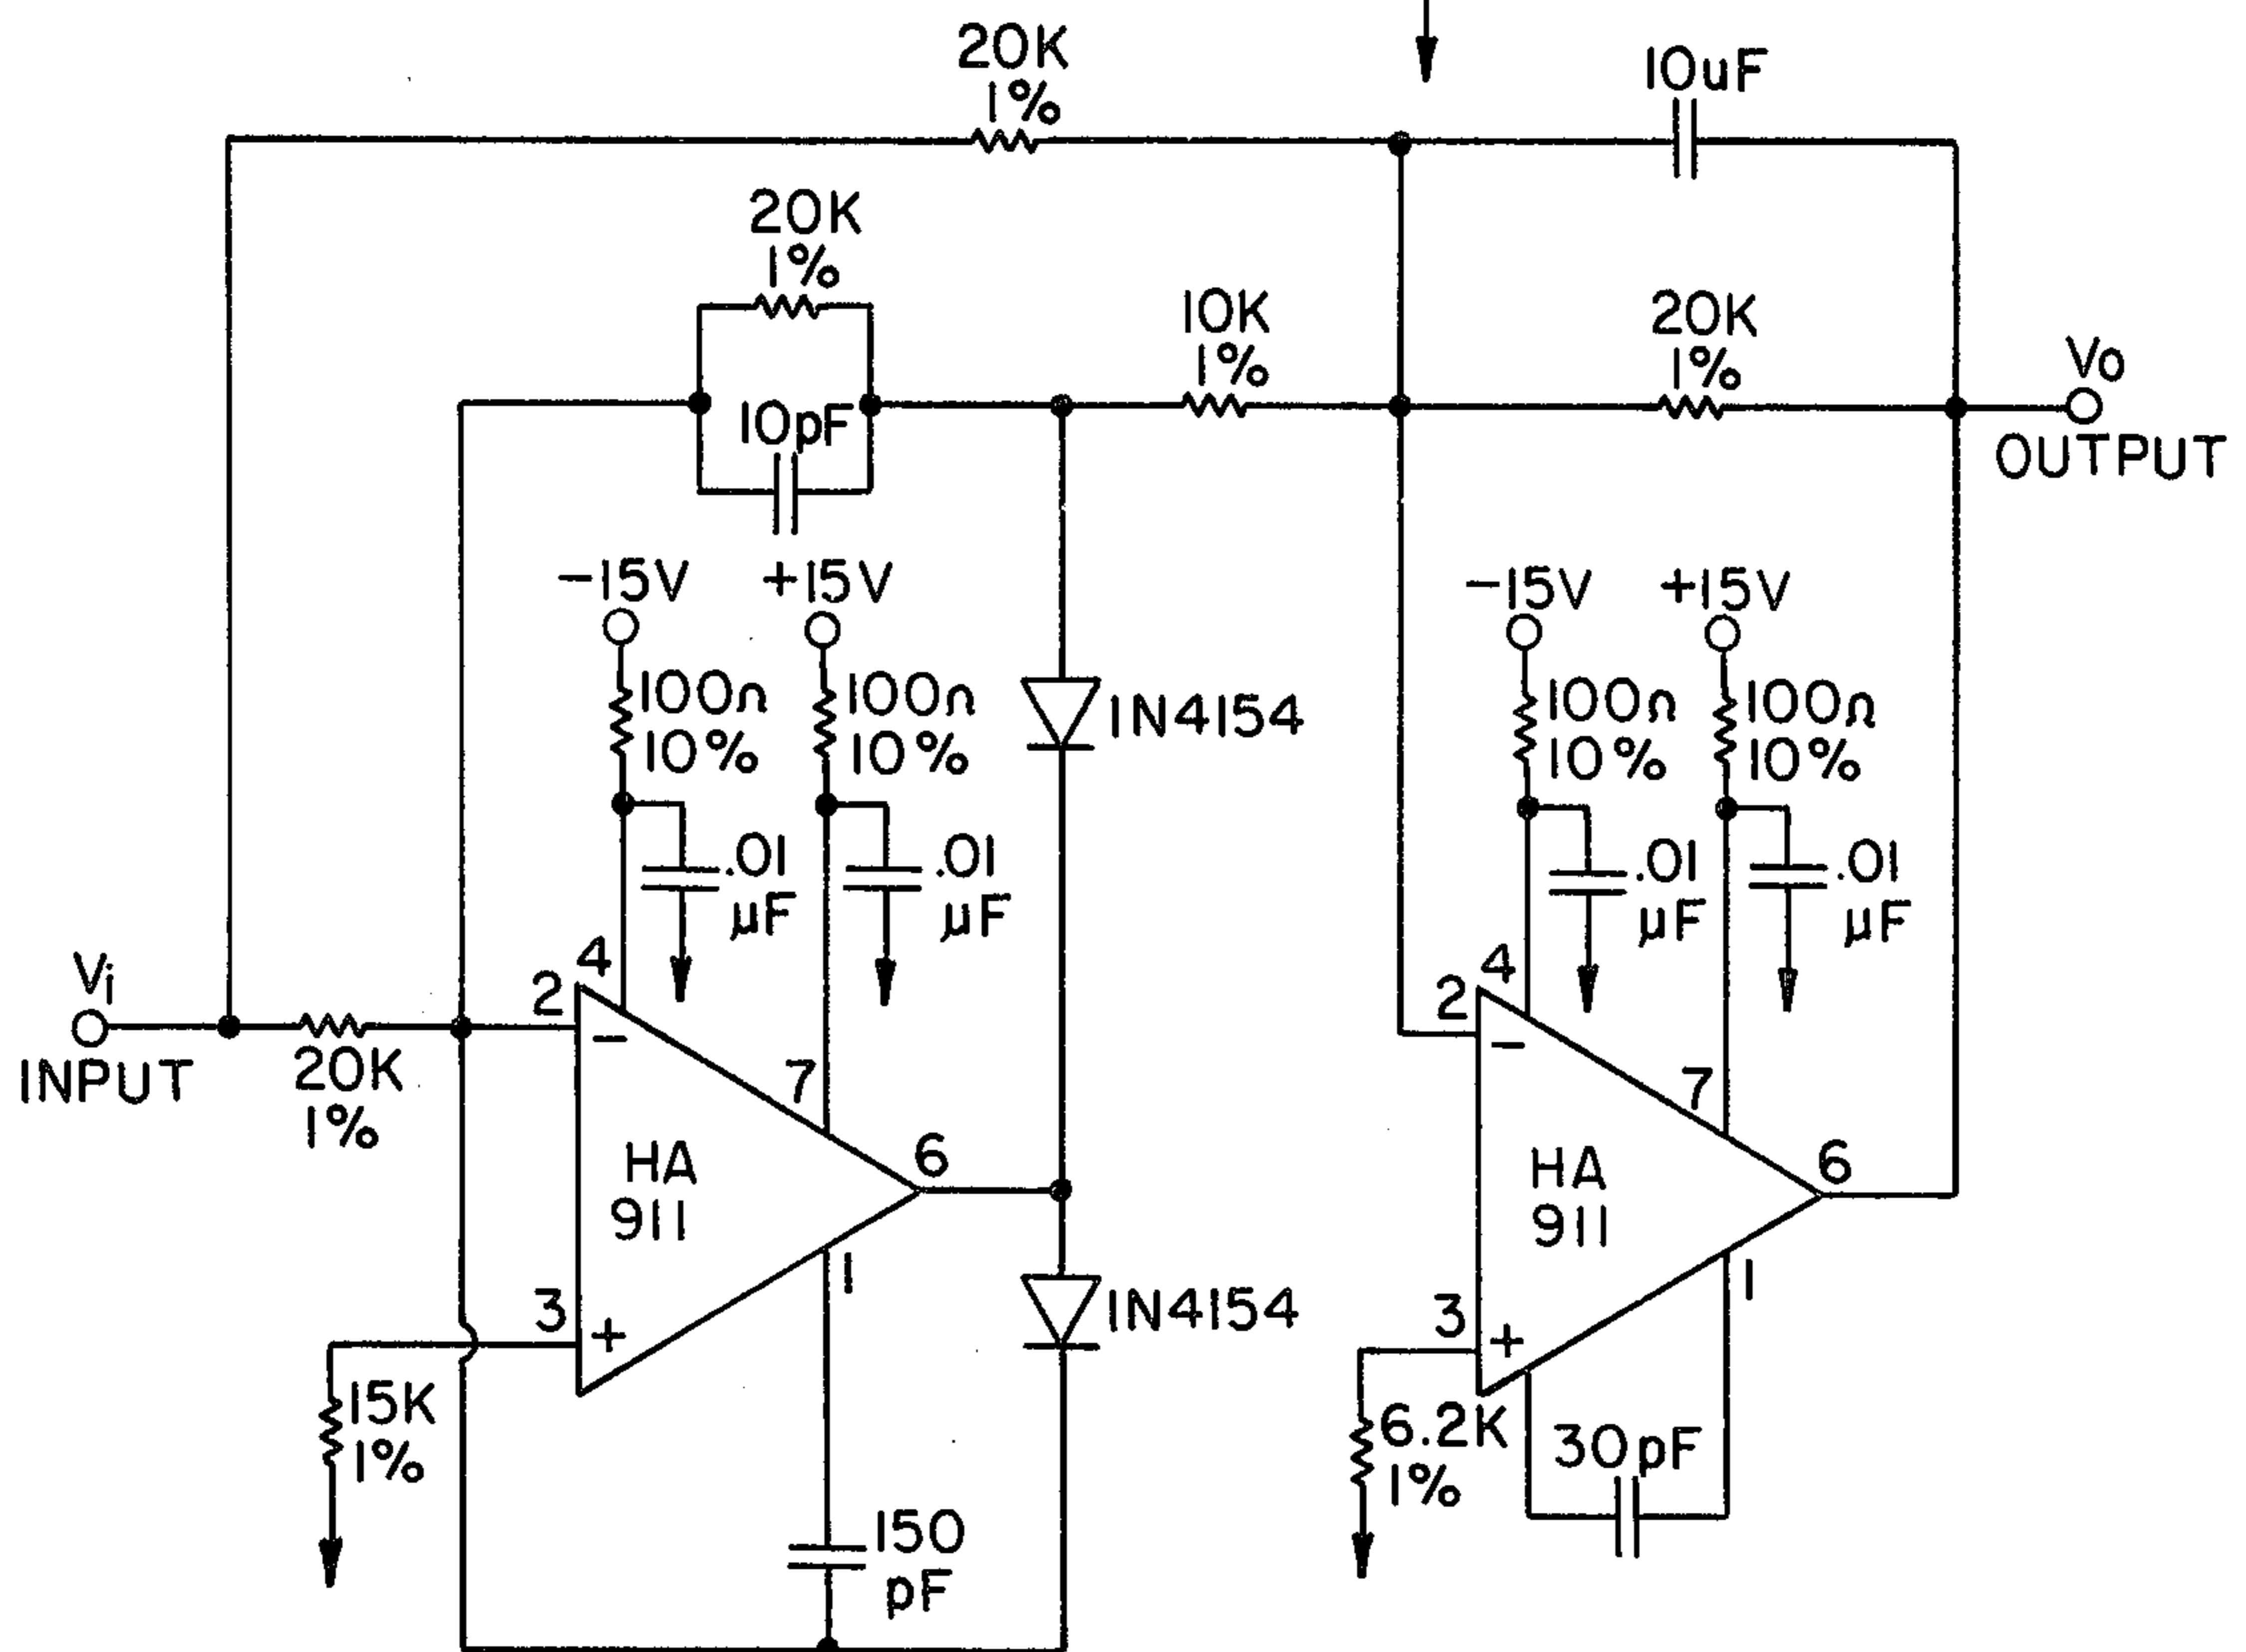 20K
1%
10uF
20K
1%
10K
1%
20K
1%
Vo
OUTPUT
10pF
-15V
+15V
-15V
+15V
100Ω
10%
100Ω
10%
1N4154
100Ω
10%
100Ω
10%
.01
µF
.01
µF
.01
µF
.01
µF
Vi
INPUT
20K
1%
2
4
-
7
6
HA
911
1
3
+
1N4154
2
4
-
7
6
HA
911
1
3
+
15K
1%
150
pF
6.2K
1%
30pF